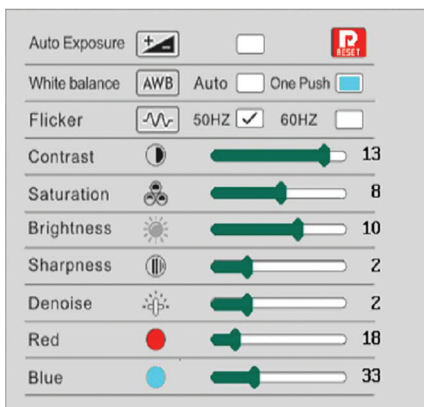 Auto Exposure RESET
White balance AWB Auto One Push
Flicker 50HZ 60HZ
Contrast 13
Saturation 8
Brightness 10
Sharpness 2
Denoise 2
Red 18
Blue 33